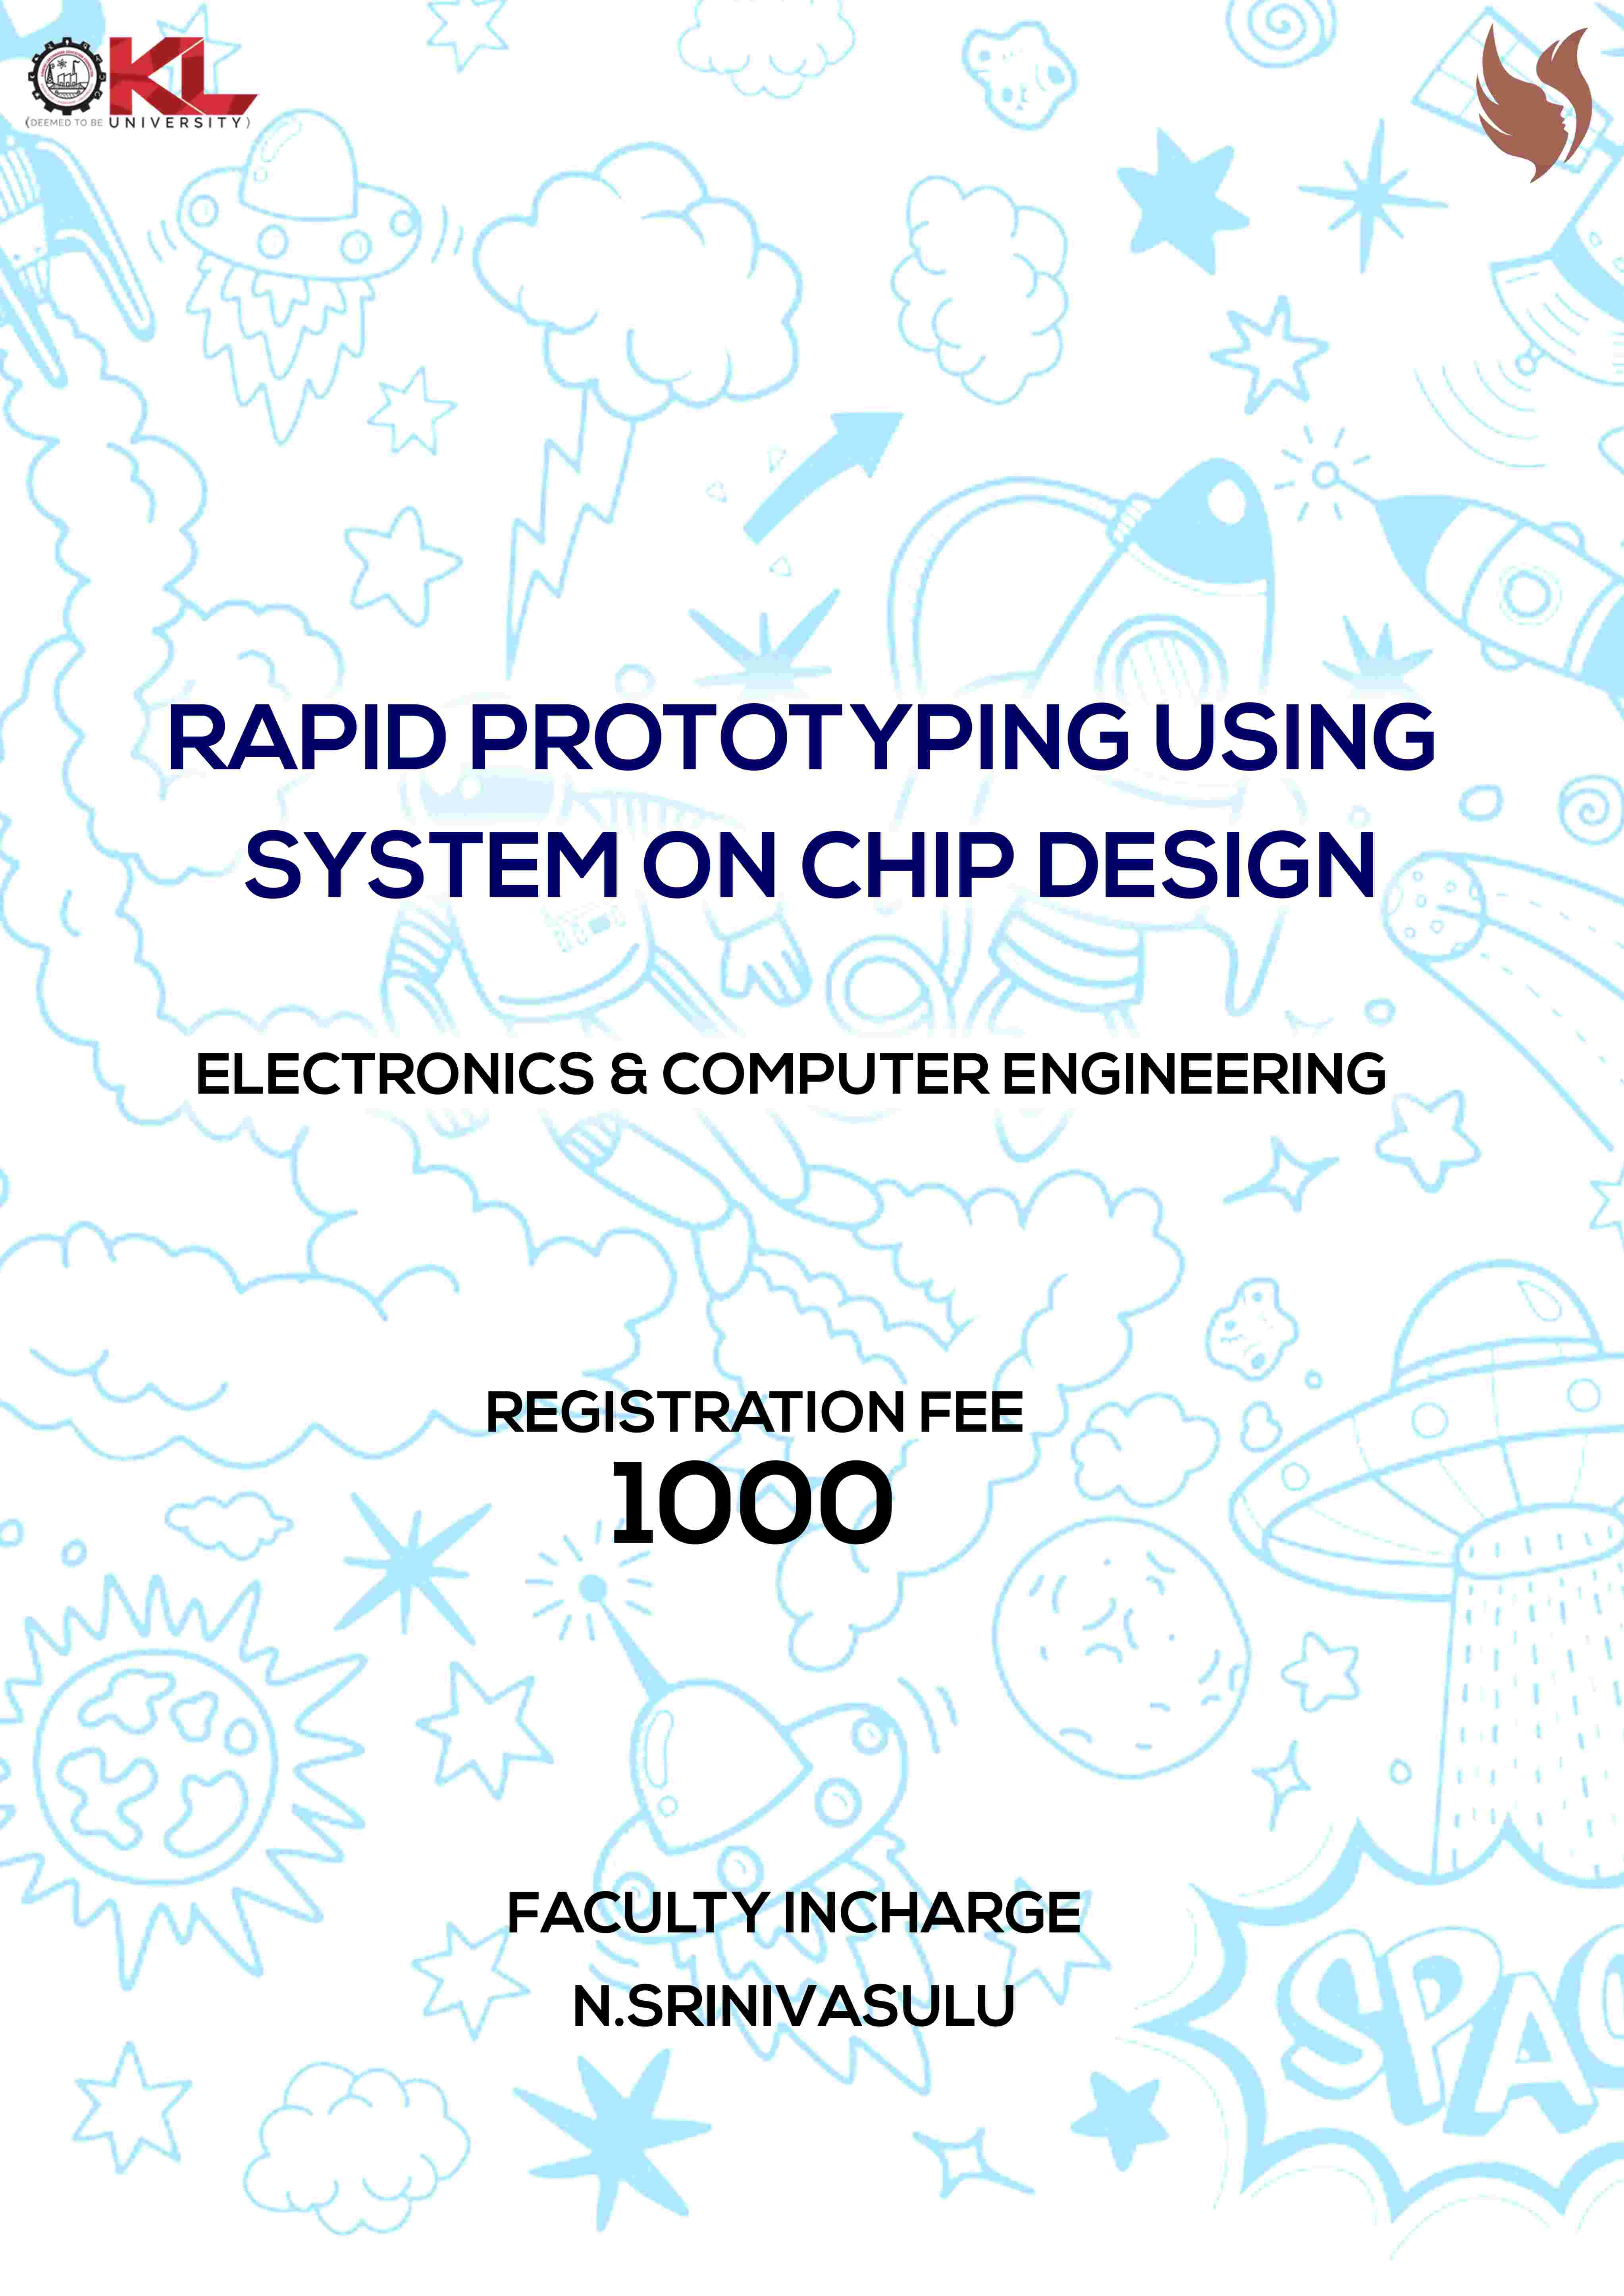 KL
(DEEMED TO BE UNIVERSITY)
RAPID PROTOTYPING USING
SYSTEM ON CHIP DESIGN
ELECTRONICS & COMPUTER ENGINEERING
REGISTRATION FEE
1000
FACULTY INCHARGE
N.SRINIVASULU
SPAC